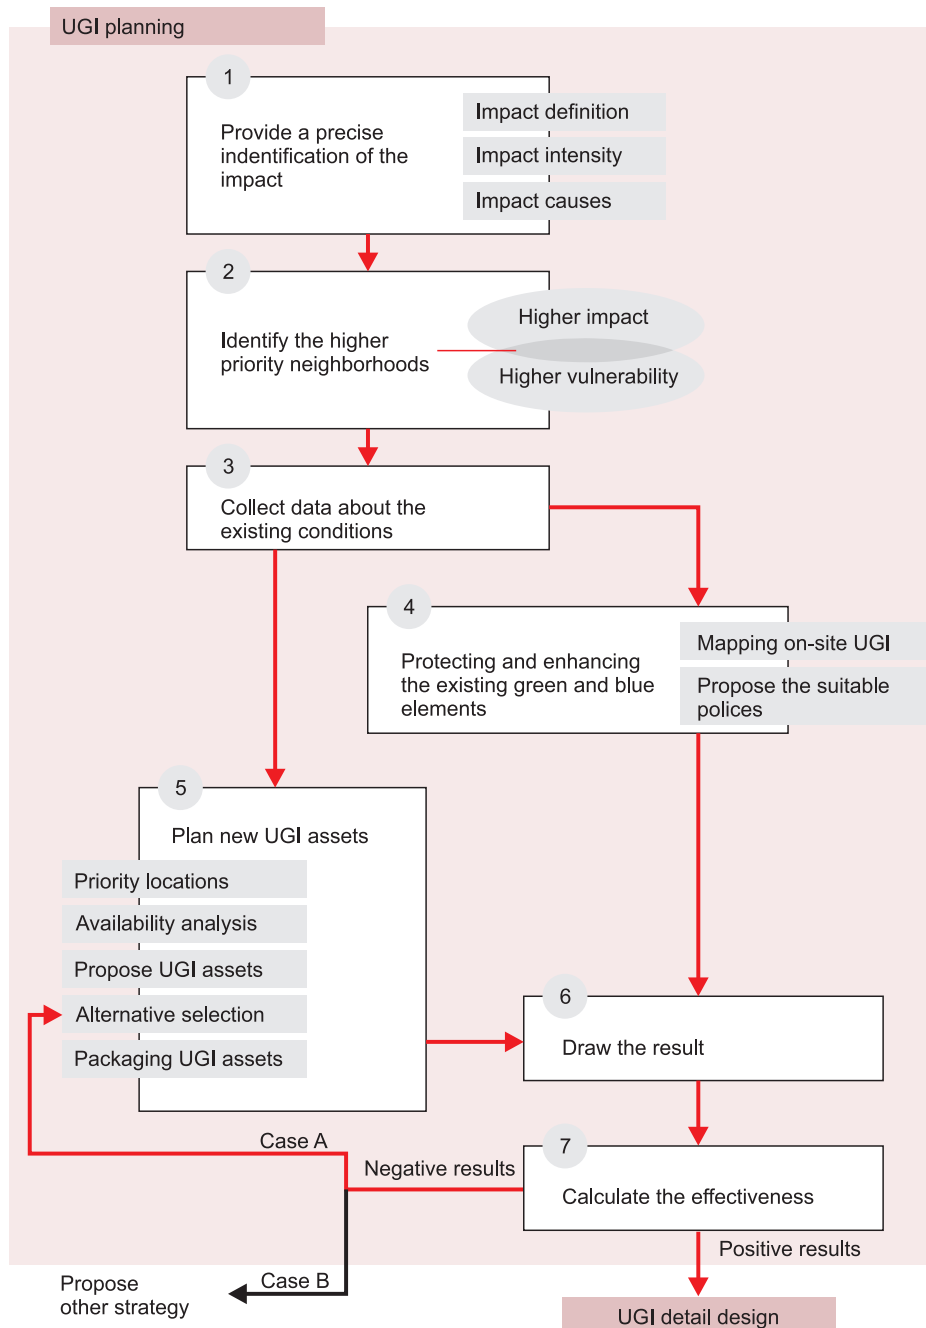 UGI planning
1
Provide a precise
indentification of the
impact
Impact definition
Impact intensity
Impact causes
2
Identify the higher
priority neighborhoods
Higher impact
Higher vulnerability
3
Collect data about the
existing conditions
4
Protecting and enhancing
the existing green and blue
elements
Mapping on-site UGI
Propose the suitable
polices
5
Plan new UGI assets
Priority locations
Availability analysis
Propose UGI assets
Alternative selection
Packaging UGI assets
6
Draw the result
7
Calculate the effectiveness
Case A
Negative results
Positive results
Case B
Propose
other strategy
UGI detail design